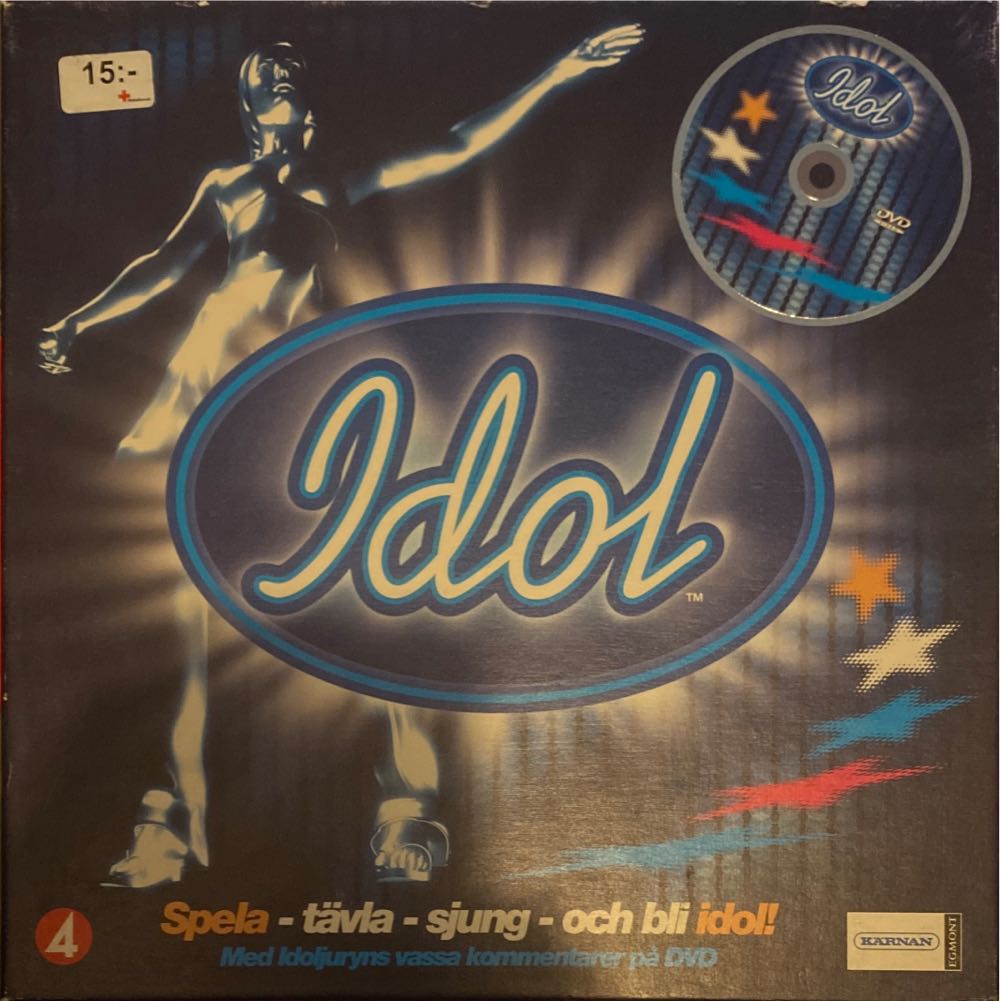 15:-
Idol
DVD
Idol
TM
Spela - tävla - sjung - och bli idol!
Med Idoljuryns vassa kommentarer på DVD
4
KÄRNAN
EGMONT